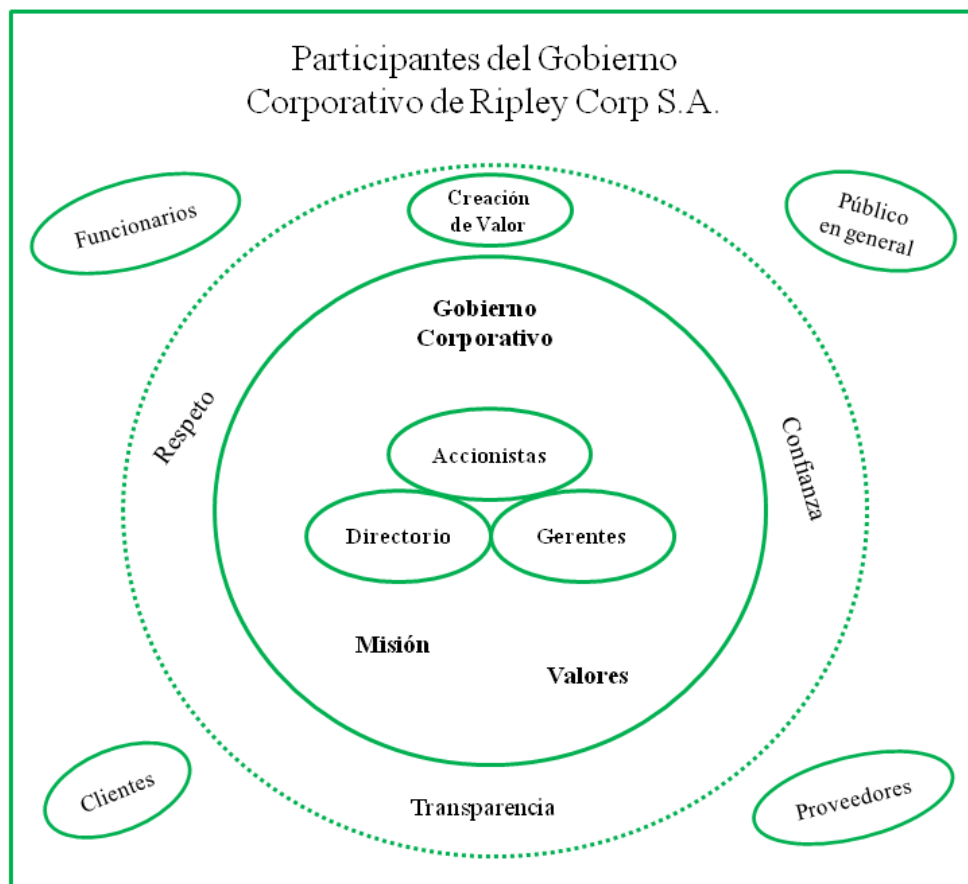 Participantes del Gobierno
Corporativo de Ripley Corp S.A.
Funcionarios
Creación
de Valor
Público
en general
Gobierno
Corporativo
Respeto
Confianza
Accionistas
Directorio
Gerentes
Misión
Valores
Clientes
Transparencia
Proveedores